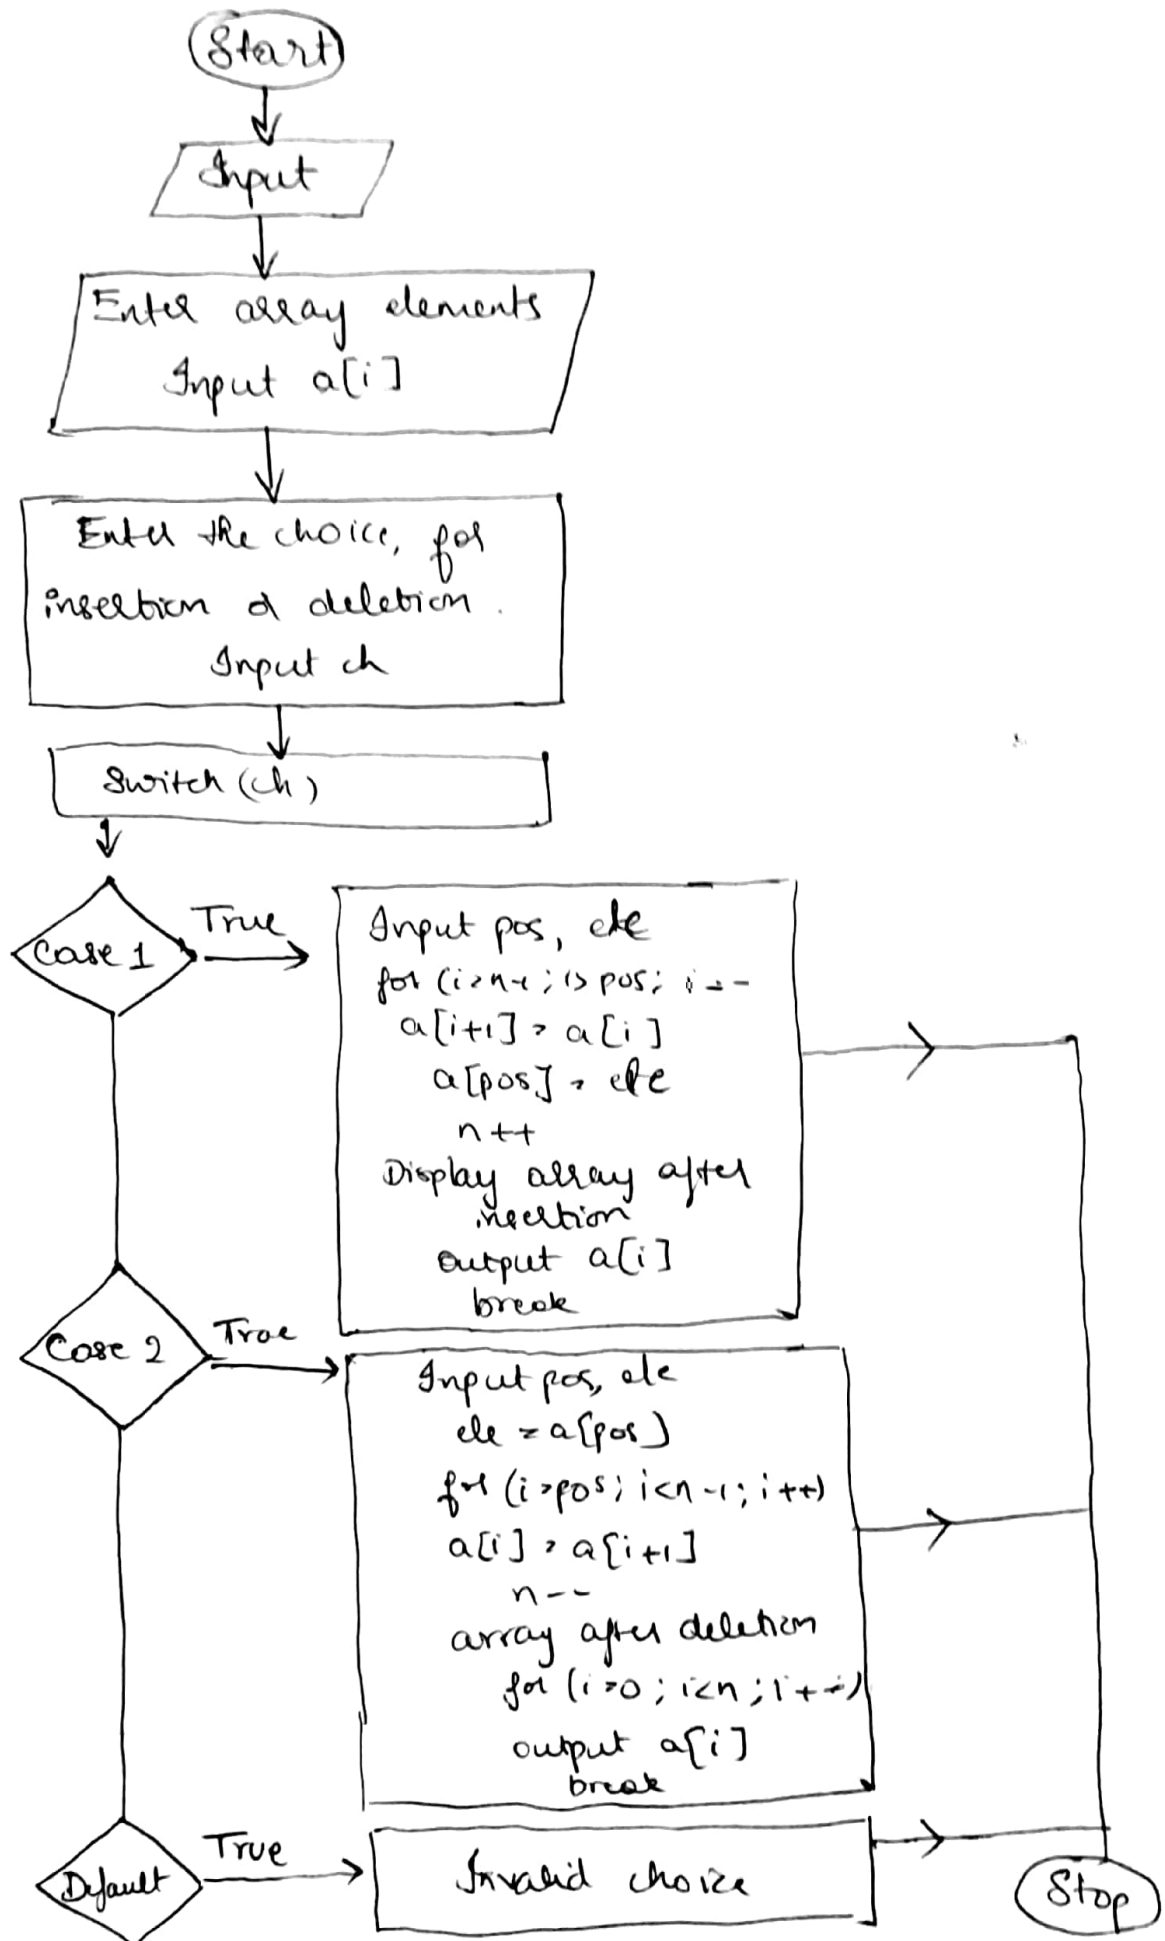 Start
Input
Enter array elements
Input a[i]
Enter the choice, for
insertion or deletion.
Input ch
Switch (ch)
Case 1
True
Input pos, ele
for (i=n-1; i> pos; i--
a[i+1] = a[i]
a[pos] = ele
n++
Display array after
insertion
output a[i]
break
Case 2
True
Input pos, ele
ele = a[pos]
for (i=pos; i<n-1; i++)
a[i] = a[i+1]
n--
array after deletion
for (i=0; i<n; i++)
output a[i]
break
Default
True
Invalid choice
Stop